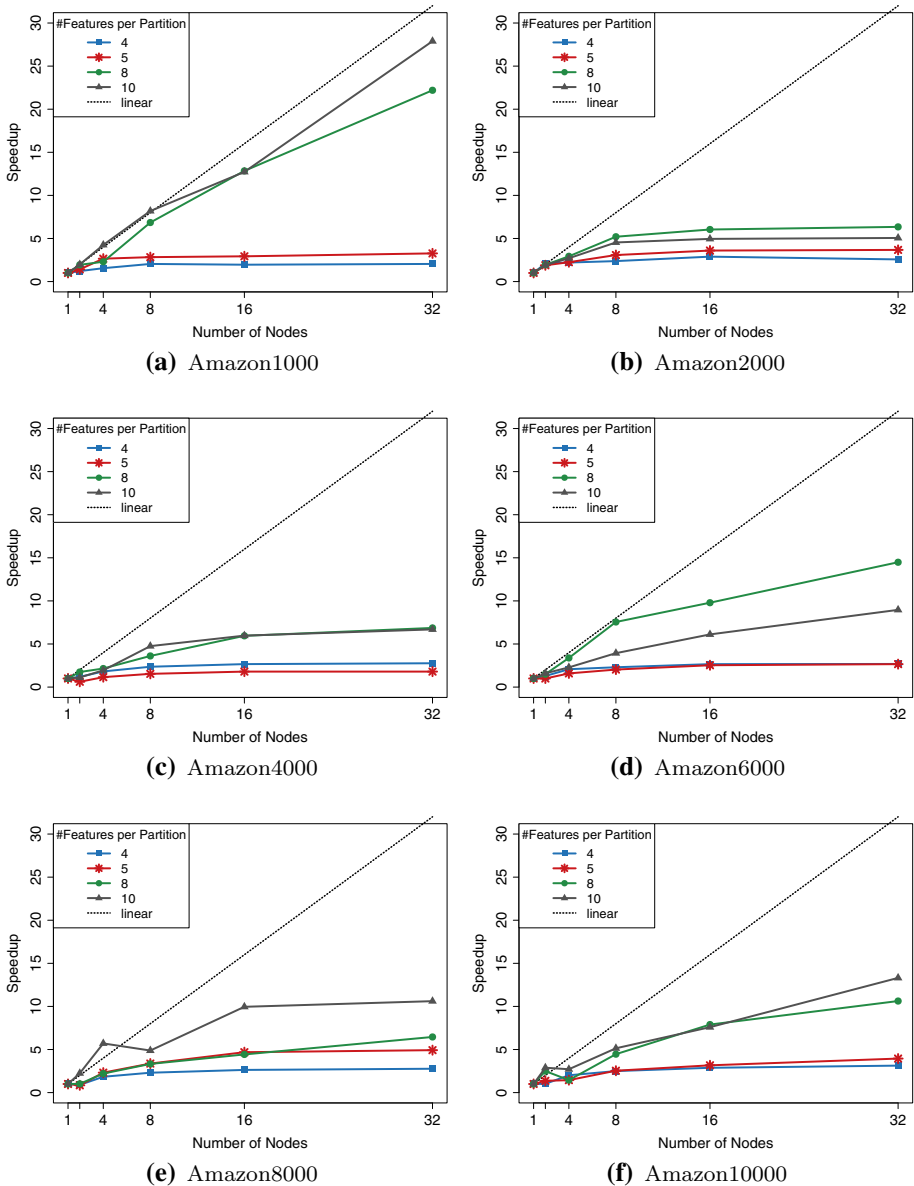 #Features per Partition
4
5
8
10
linear
Speedup
0 5 10 15 20 25 30
1 4 8 16 32
Number of Nodes
(a) Amazon1000
#Features per Partition
4
5
8
10
linear
Speedup
0 5 10 15 20 25 30
1 4 8 16 32
Number of Nodes
(b) Amazon2000
#Features per Partition
4
5
8
10
linear
Speedup
0 5 10 15 20 25 30
1 4 8 16 32
Number of Nodes
(c) Amazon4000
#Features per Partition
4
5
8
10
linear
Speedup
0 5 10 15 20 25 30
1 4 8 16 32
Number of Nodes
(d) Amazon6000
#Features per Partition
4
5
8
10
linear
Speedup
0 5 10 15 20 25 30
1 4 8 16 32
Number of Nodes
(e) Amazon8000
#Features per Partition
4
5
8
10
linear
Speedup
0 5 10 15 20 25 30
1 4 8 16 32
Number of Nodes
(f) Amazon10000